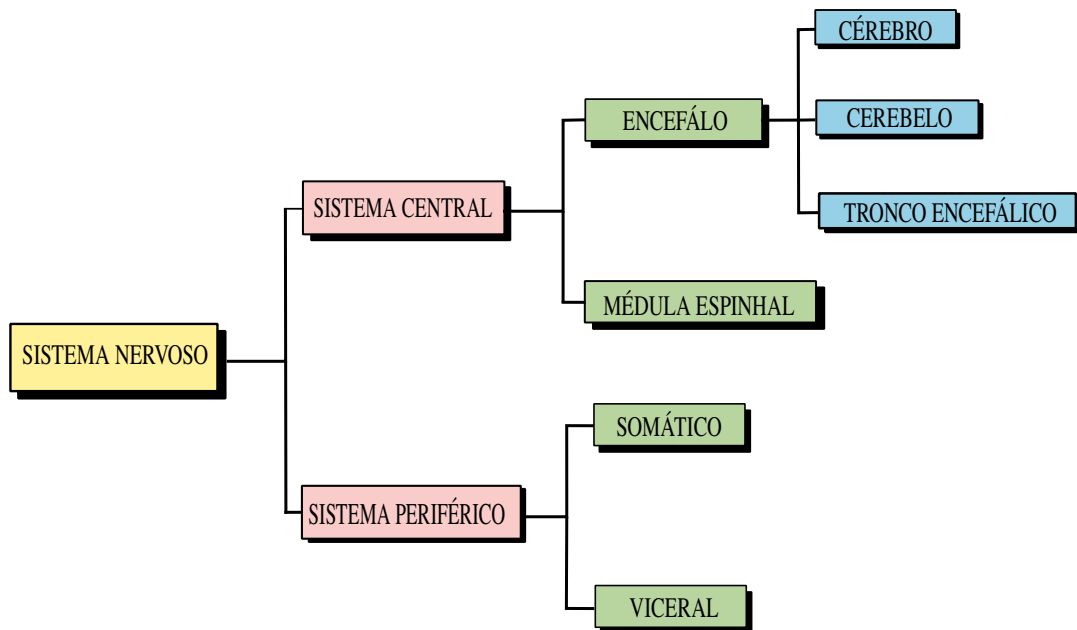 CÉREBRO
ENCEFÁLO
CEREBELO
SISTEMA CENTRAL
TRONCO ENCEFÁLICO
MÉDULA ESPINHAL
SISTEMA NERVOSO
SOMÁTICO
SISTEMA PERIFÉRICO
VICERAL